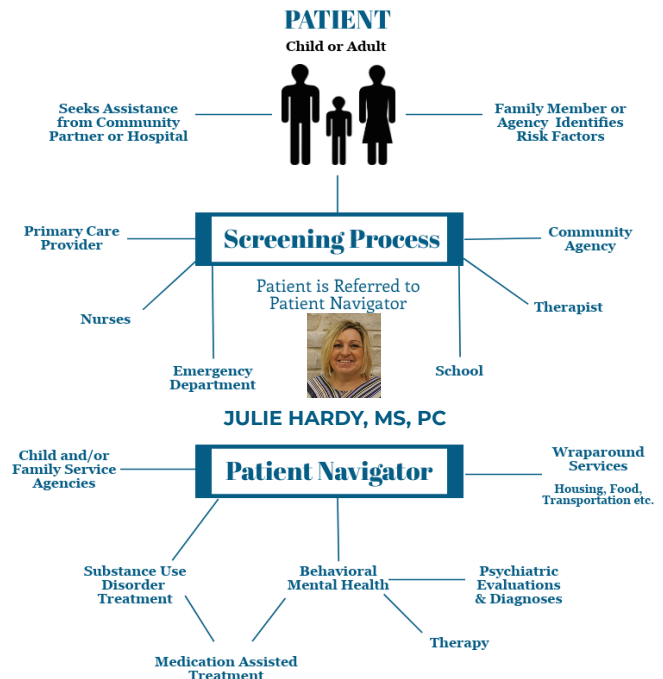 PATIENT
Child or Adult
Seeks Assistance
from Community
Partner or Hospital
Family Member or
Agency Identifies
Risk Factors
Screening Process
Primary Care
Provider
Community
Agency
Nurses
Therapist
Patient is Referred to
Patient Navigator
Emergency
Department
School
JULIE HARDY, MS, PC
Patient Navigator
Child and/or
Family Service
Agencies
Wraparound
Services
Housing, Food,
Transportation etc.
Substance Use
Disorder
Treatment
Behavioral
Mental Health
Psychiatric
Evaluations
& Diagnoses
Therapy
Medication Assisted
Treatment